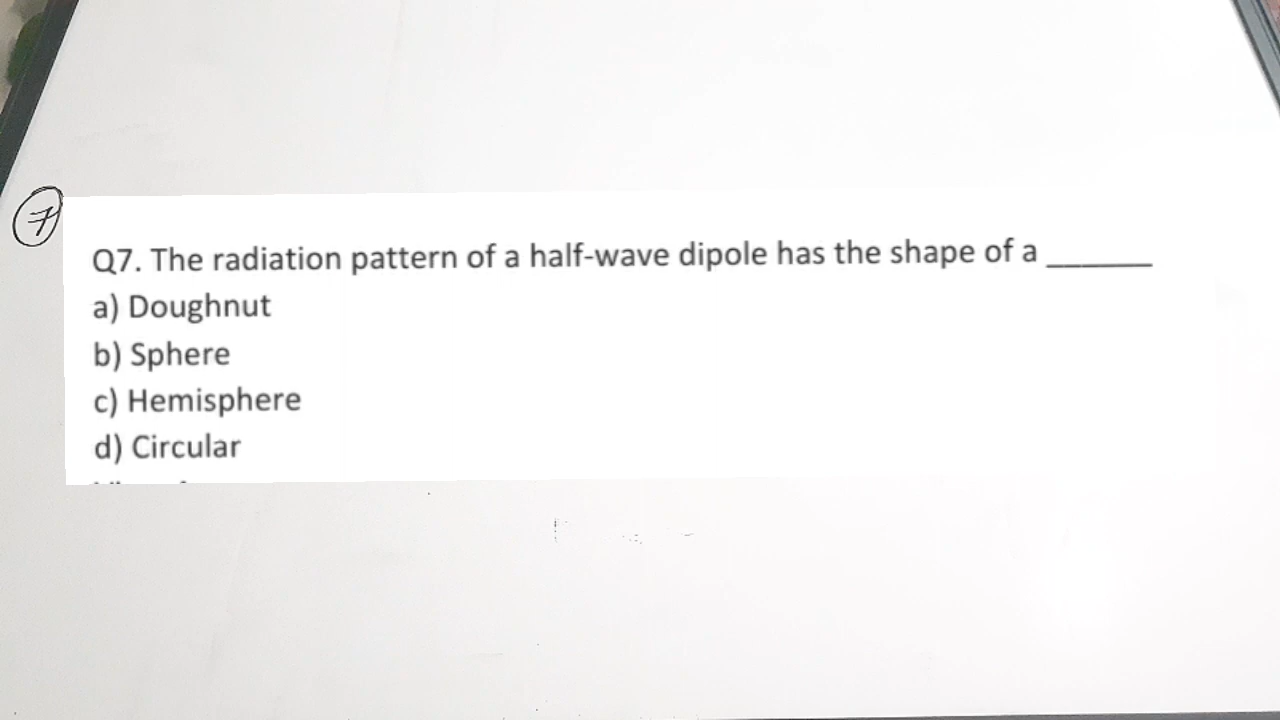 7
Q7. The radiation pattern of a half-wave dipole has the shape of a ______
a) Doughnut
b) Sphere
c) Hemisphere
d) Circular